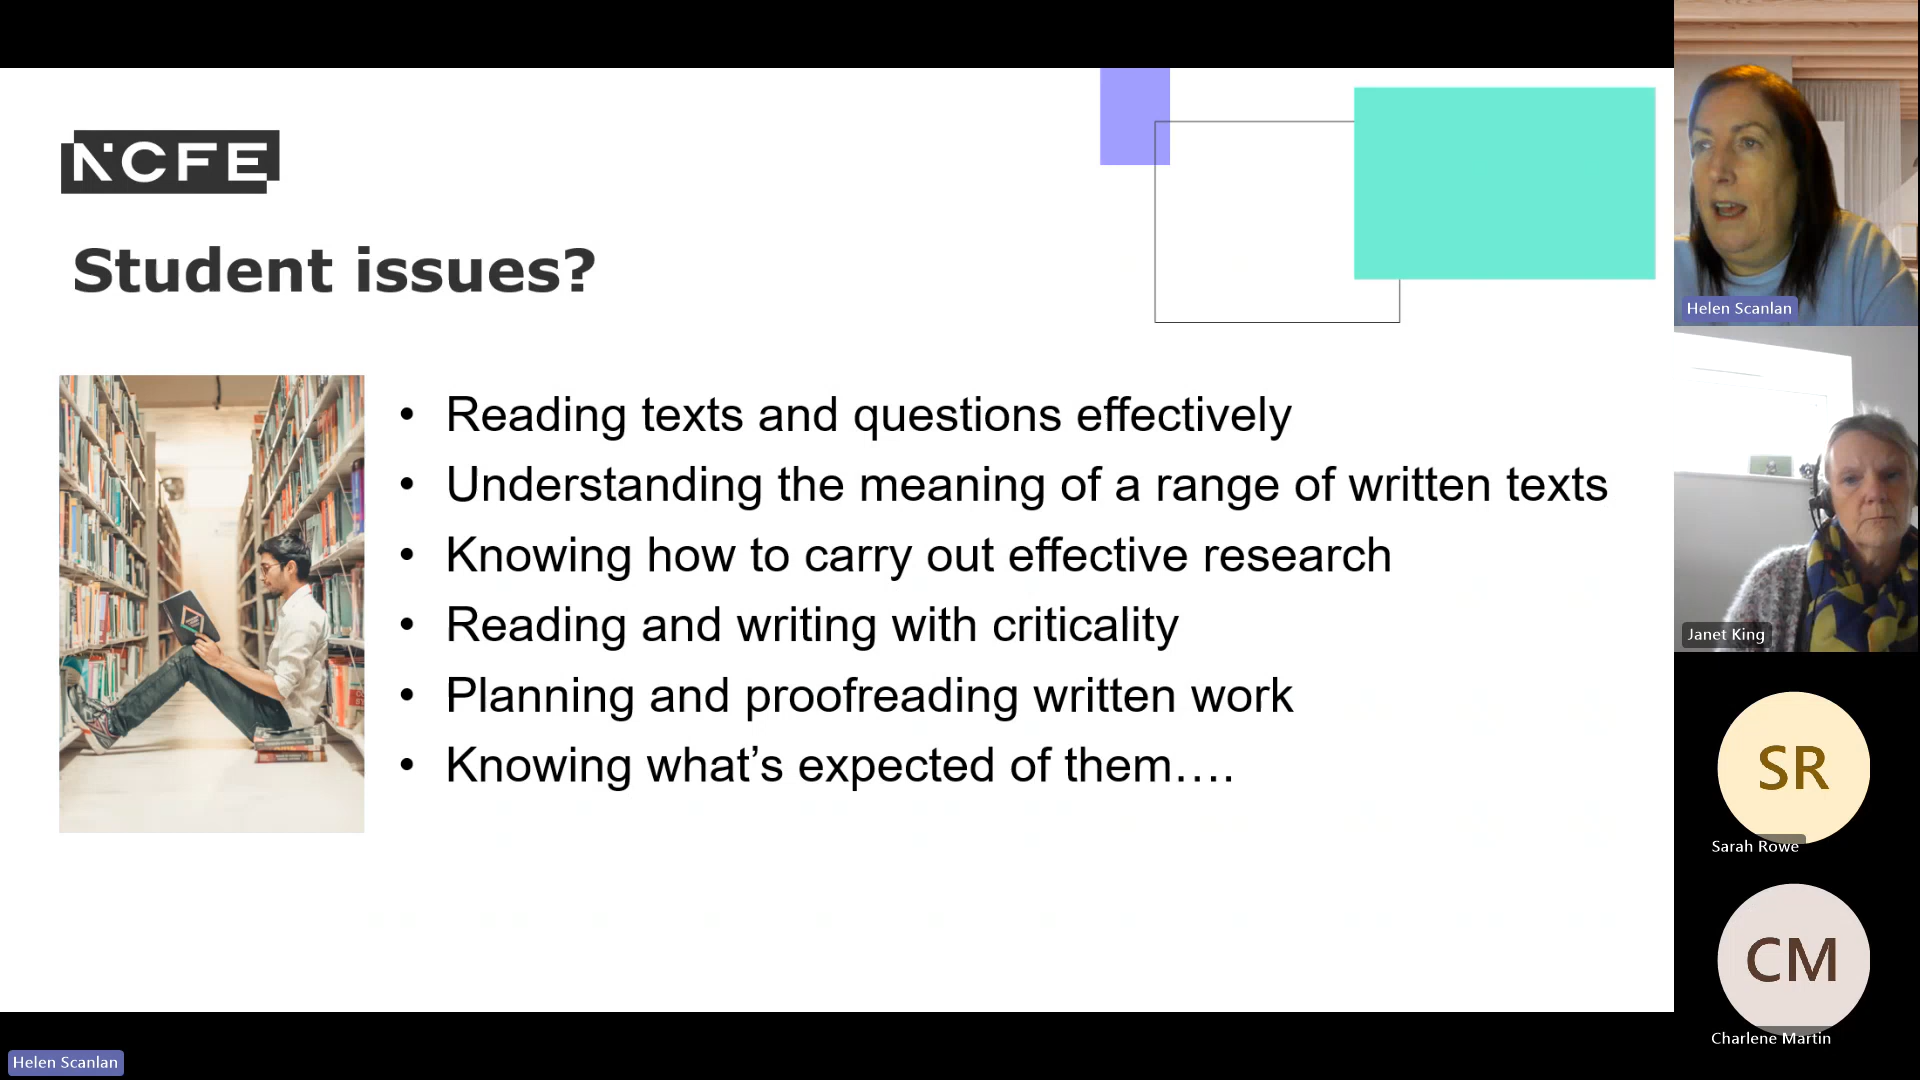 NCFE
Student issues?
• Reading texts and questions effectively
• Understanding the meaning of a range of written texts
• Knowing how to carry out effective research
• Reading and writing with criticality
• Planning and proofreading written work
• Knowing what’s expected of them….
Helen Scanlan
Janet King
SR
Sarah Rowe
CM
Charlene Martin
Helen Scanlan